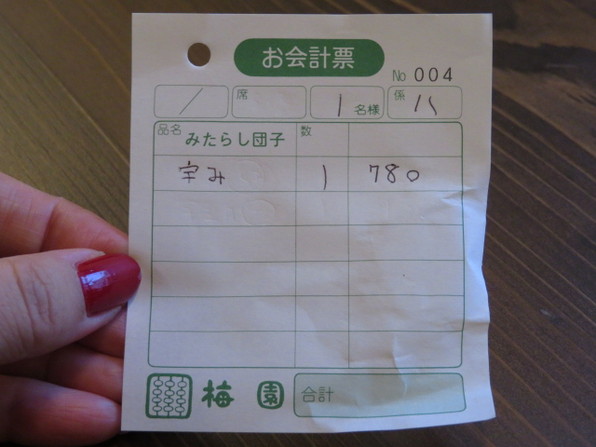 お会計票
No 004
／ 席 1 名様 係 ハ
品名 みたらし団子 数
宇み 1 780
梅園 合計